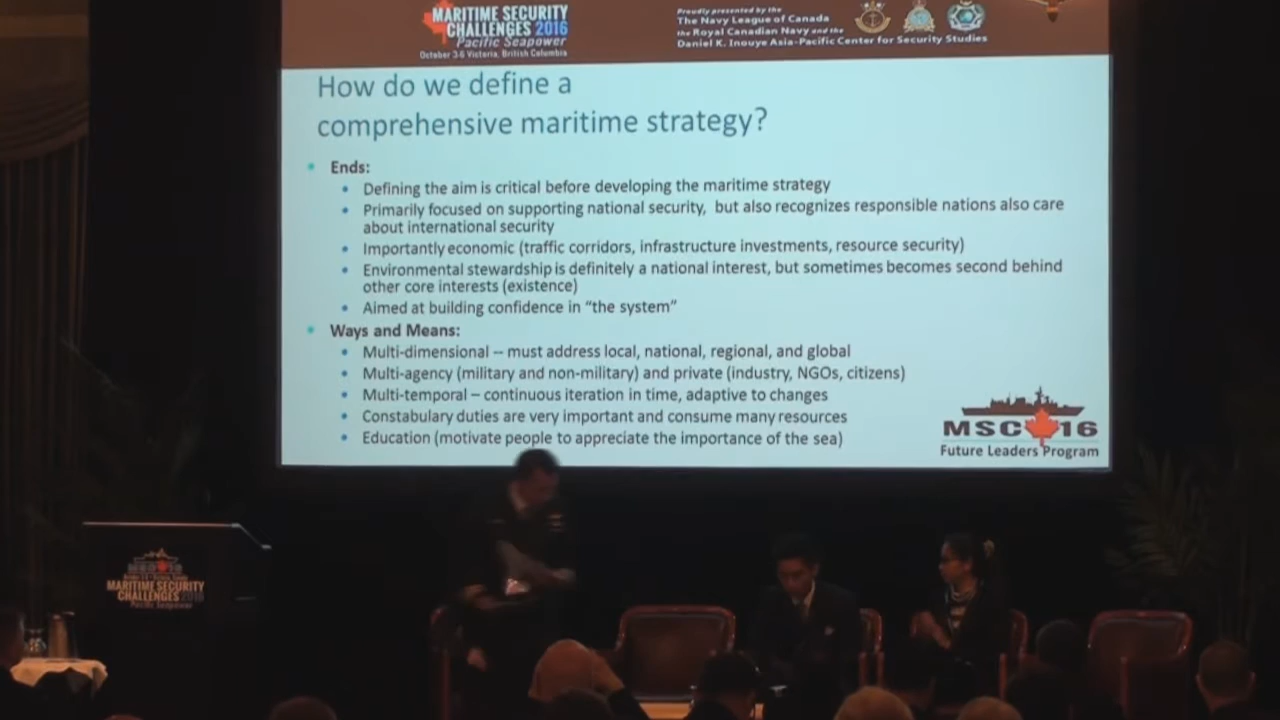 MARITIME SECURITY
CHALLENGES 2016
Pacific Seapower
October 3-6 Victoria, British Columbia
Proudly presented by the
The Navy League of Canada
the Royal Canadian Navy and the
Daniel K. Inouye Asia-Pacific Center for Security Studies
How do we define a
comprehensive maritime strategy?
Ends:
Defining the aim is critical before developing the maritime strategy
Primarily focused on supporting national security, but also recognizes responsible nations also care
about international security
Importantly economic (traffic corridors, infrastructure investments, resource security)
Environmental stewardship is definitely a national interest, but sometimes becomes second behind
other core interests (existence)
Aimed at building confidence in “the system”
Ways and Means:
Multi-dimensional – must address local, national, regional, and global
Multi-agency (military and non-military) and private (industry, NGOs, citizens)
Multi-temporal – continuous iteration in time, adaptive to changes
Constabulary duties are very important and consume many resources
Education (motivate people to appreciate the importance of the sea)
MSC 16
Future Leaders Program
MARITIME SECURITY
CHALLENGES 2016
Pacific Seapower